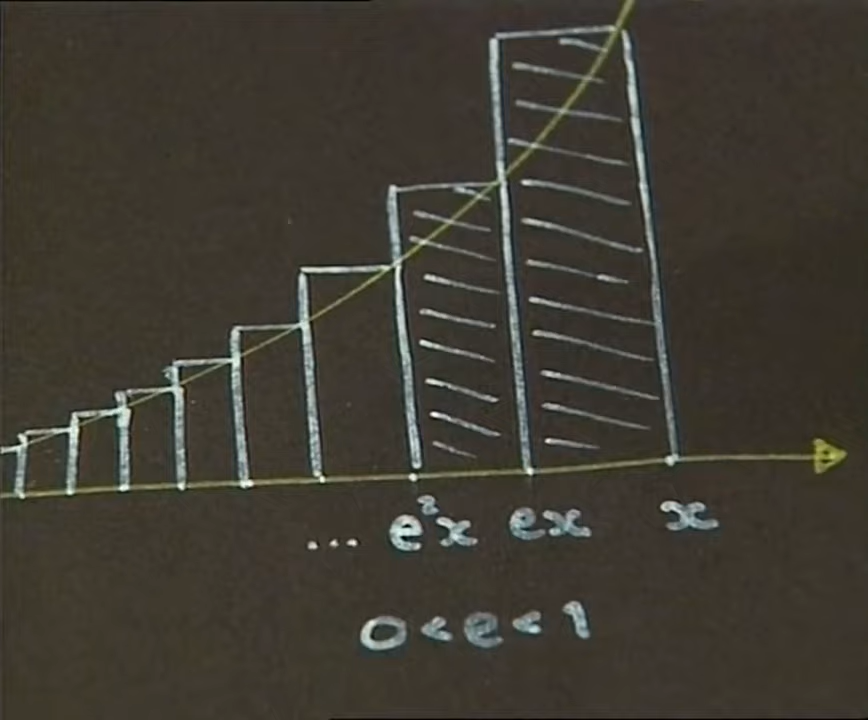 ... e²x ex x
0 < e < 1